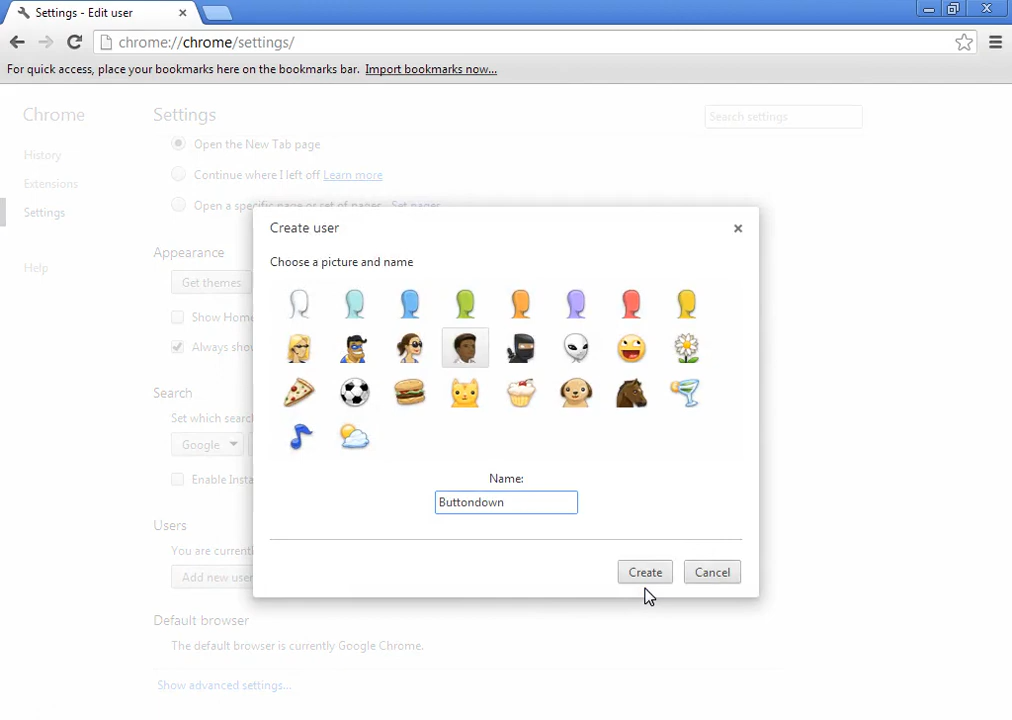 Settings - Edit user
chrome://chrome/settings/
For quick access, place your bookmarks here on the bookmarks bar. Import bookmarks now...
Chrome
History
Extensions
Settings
Help
Settings
Search settings
Open the New Tab page
Continue where I left off Learn more
Open a specific page or set of pages. Set pages
Appearance
Get themes
Show Home
Always sho
Search
Set which searc
Google
Enable Insta
Users
You are currentl
Add new user
Default browser
The default browser is currently Google Chrome.
Show advanced settings...
Create user
Choose a picture and name
Name:
Buttondown
Create
Cancel